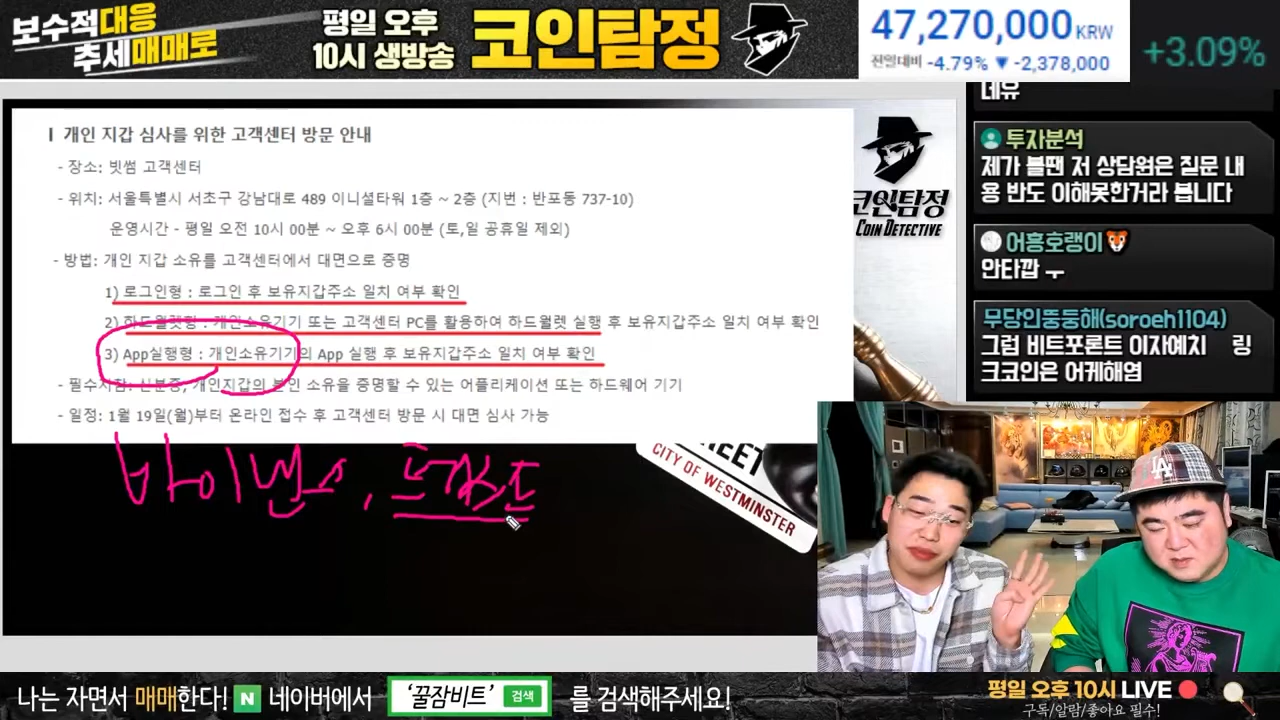 보수적대응
추세매매로
평일 오후
10시 생방송
코인탐정
47,270,000 KRW
전일대비 -4.79% ▼ -2,378,000
+3.09%
데유
투자분석
제가 볼땐 저 상담원은 질문 내
용 반도 이해못한거라 봅니다
어흥호랭이🐯
안타깝 ㅜ
무당인뚱둥해(soroeh1104)
그럼 비트포론트 이자예치 링
크코인은 어케해염
I 개인 지갑 심사를 위한 고객센터 방문 안내
- 장소: 빗썸 고객센터
- 위치: 서울특별시 서초구 강남대로 489 이니셜타워 1층 ~ 2층 (지번 : 반포동 737-10)
운영시간 - 평일 오전 10시 00분 ~ 오후 6시 00분 (토,일 공휴일 제외)
- 방법: 개인 지갑 소유를 고객센터에서 대면으로 증명
1) 로그인형 : 로그인 후 보유지갑주소 일치 여부 확인
2) 하드월렛형 : 개인소유기기 또는 고객센터 PC를 활용하여 하드월렛 실행 후 보유지갑주소 일치 여부 확인
3) App실행형 : 개인소유기기의 App 실행 후 보유지갑주소 일치 여부 확인
- 필수지참: 신분증, 개인지갑의 본인 소유을 증명할 수 있는 어플리케이션 또는 하드웨어 기기
- 일정: 1월 19일(월)부터 온라인 접수 후 고객센터 방문 시 대면 심사 가능
코인탐정
COIN DETECTIVE
바이낸스,
CITY OF WESTMINSTER
LA
나는 자면서 매매한다! N 네이버에서 '꿀잠비트' 검색 를 검색해주세요!
평일 오후 10시 LIVE
구독/알람/좋아요 필수!